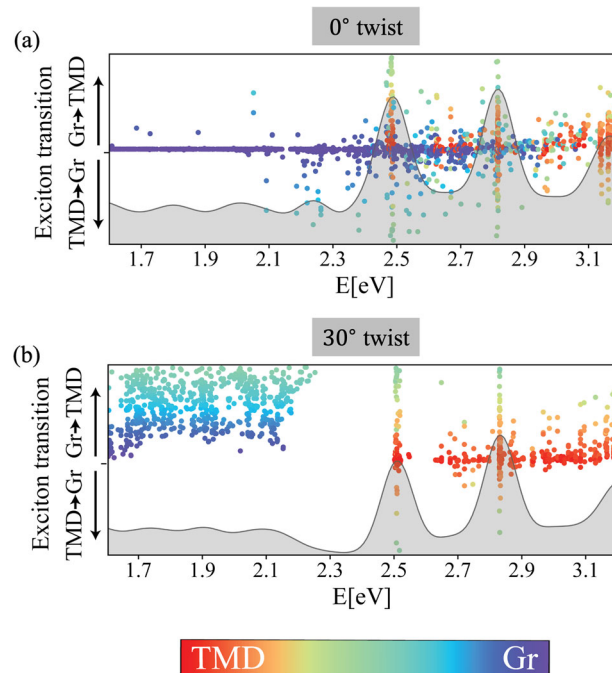 0° twist
(a)
Exciton transition
TMD→Gr Gr→TMD
1.7 1.9 2.1 2.3 2.5 2.7 2.9 3.1
E[eV]
30° twist
(b)
Exciton transition
TMD→Gr Gr→TMD
1.7 1.9 2.1 2.3 2.5 2.7 2.9 3.1
E[eV]
TMD Gr